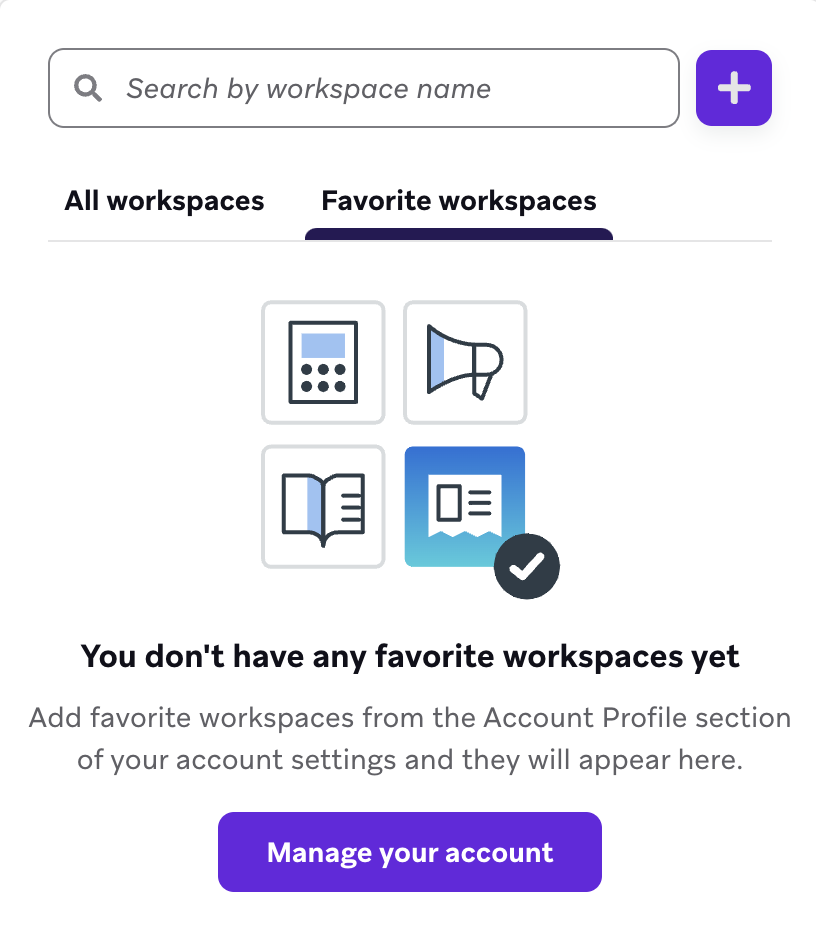 Search by workspace name
All workspaces
Favorite workspaces
You don't have any favorite workspaces yet
Add favorite workspaces from the Account Profile section
of your account settings and they will appear here.
Manage your account